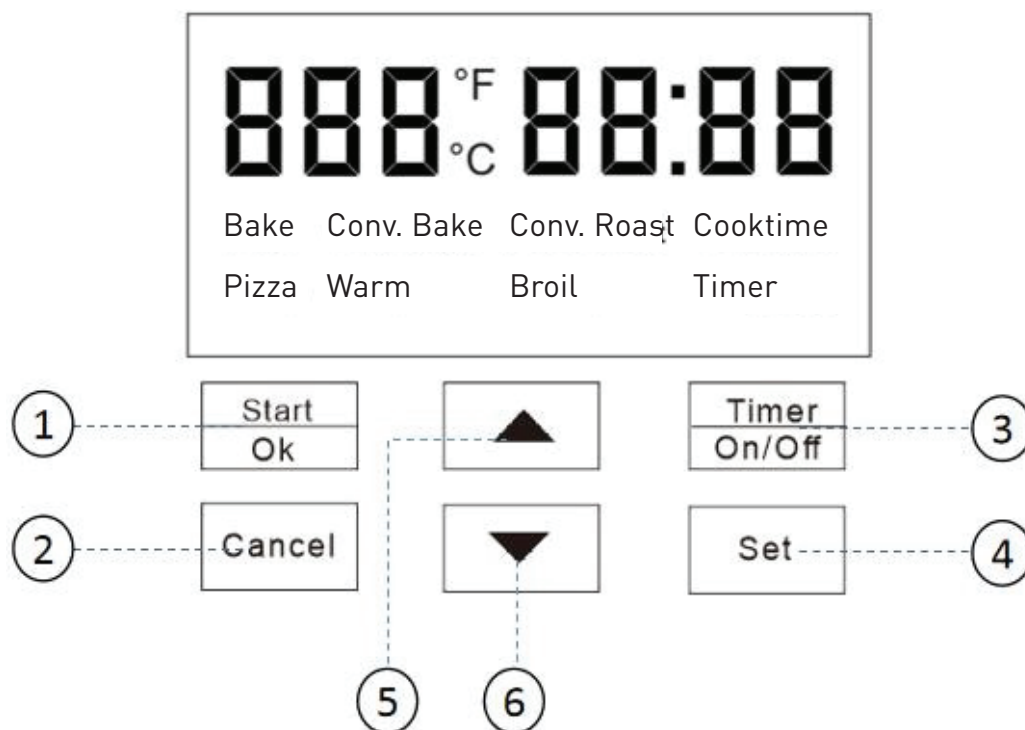 888 °F 88:88
°C
Bake Conv. Bake Conv. Roast Cooktime
Pizza Warm Broil Timer
1 Start Timer 3
Ok On/Off
2 Cancel Set 4
5 6